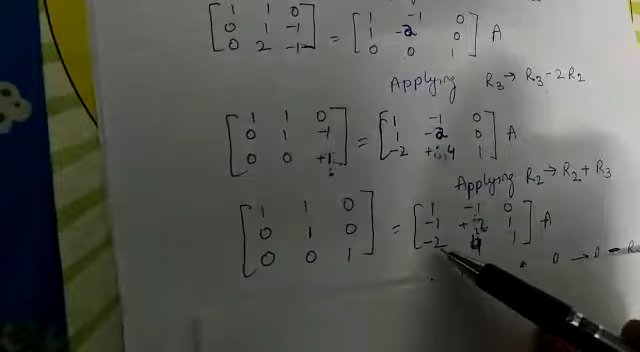 [1 1 0; 0 1 -1; 0 2 -1] = [1 -1 0; 1 -2 0; 0 0 1] A
Applying R3 → R3 - 2R2
[1 1 0; 0 1 -1; 0 0 +1] = [1 -1 0; 1 -2 0; -2 +4 1] A
Applying R2 → R2 + R3
[1 1 0; 0 1 0; 0 0 1] = [1 -1 0; -1 +2 1; -2 4 1] A